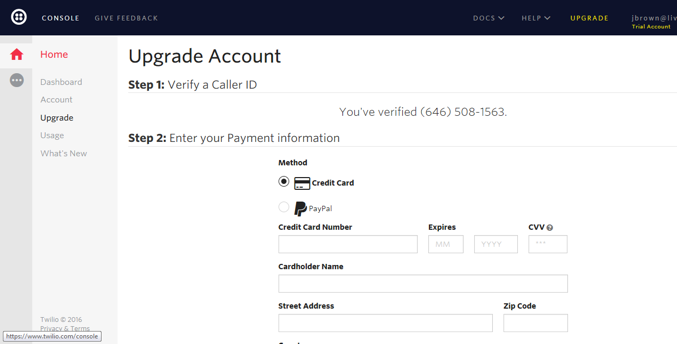 CONSOLE GIVE FEEDBACK DOCS HELP UPGRADE jbrown@liv
Trial Account
Home
Dashboard
Account
Upgrade
Usage
What's New
Upgrade Account
Step 1: Verify a Caller ID
You've verified (646) 508-1563.
Step 2: Enter your Payment information
Method
Credit Card
PayPal
Credit Card Number Expires CVV ?
MM YYYY ***
Cardholder Name
Street Address Zip Code
Twilio © 2016
Privacy & Terms
https://www.twilio.com/console